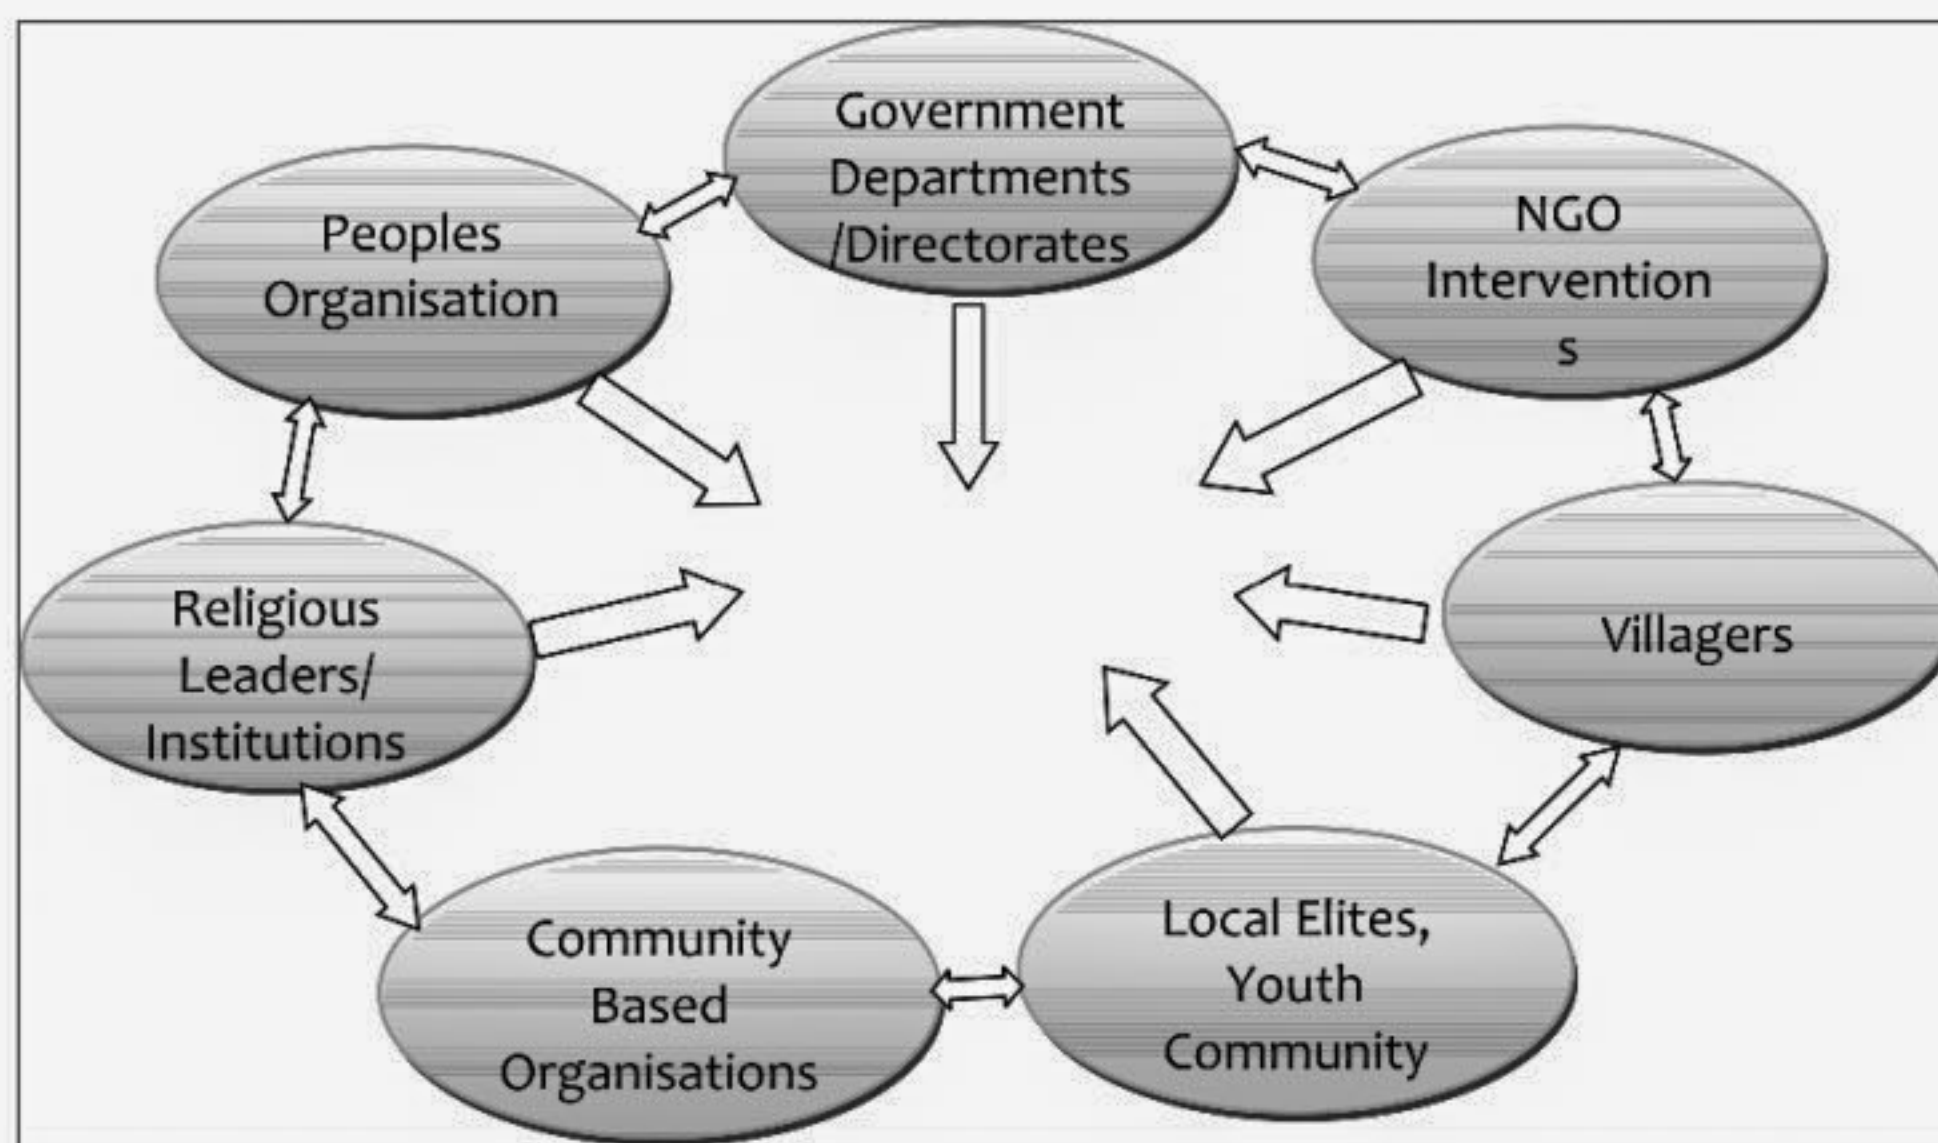 Government
Departments
/Directorates
Peoples
Organisation
NGO
Intervention
s
Religious
Leaders/
Institutions
Villagers
Community
Based
Organisations
Local Elites,
Youth
Community